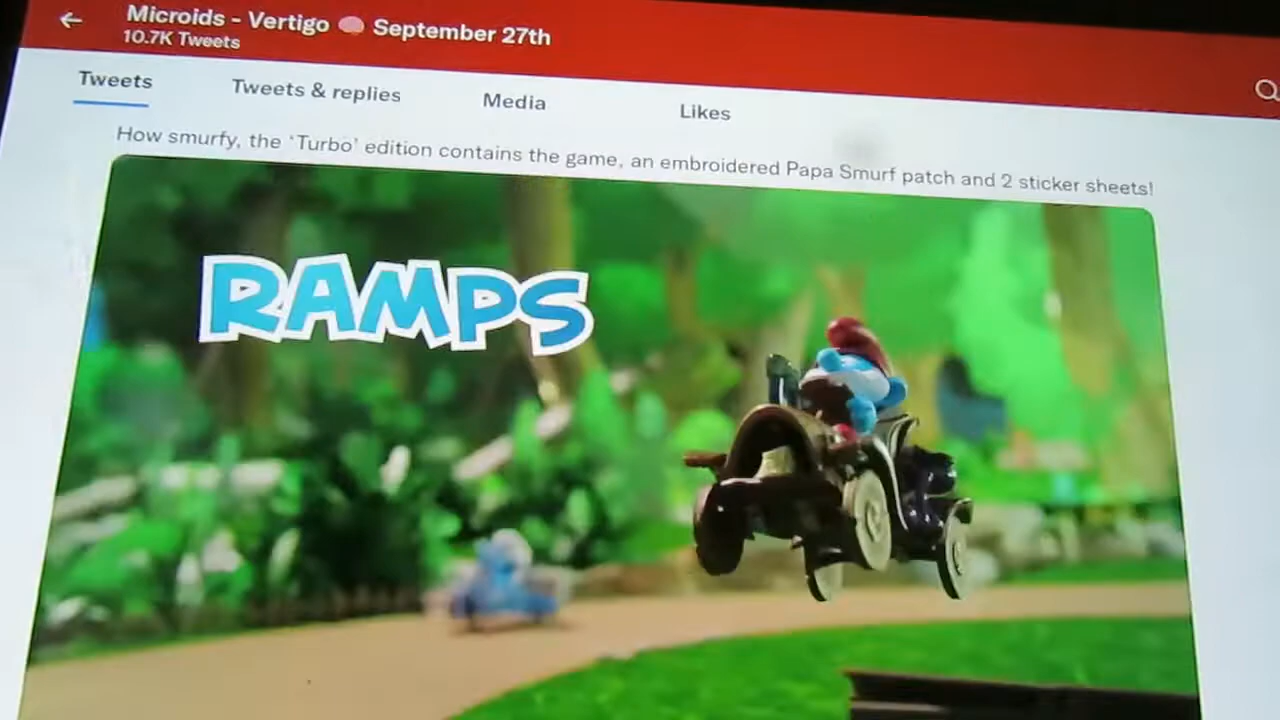 Microids - Vertigo 🧠 September 27th
10.7K Tweets
Tweets Tweets & replies Media Likes
How smurfy, the ‘Turbo’ edition contains the game, an embroidered Papa Smurf patch and 2 sticker sheets!
RAMPS